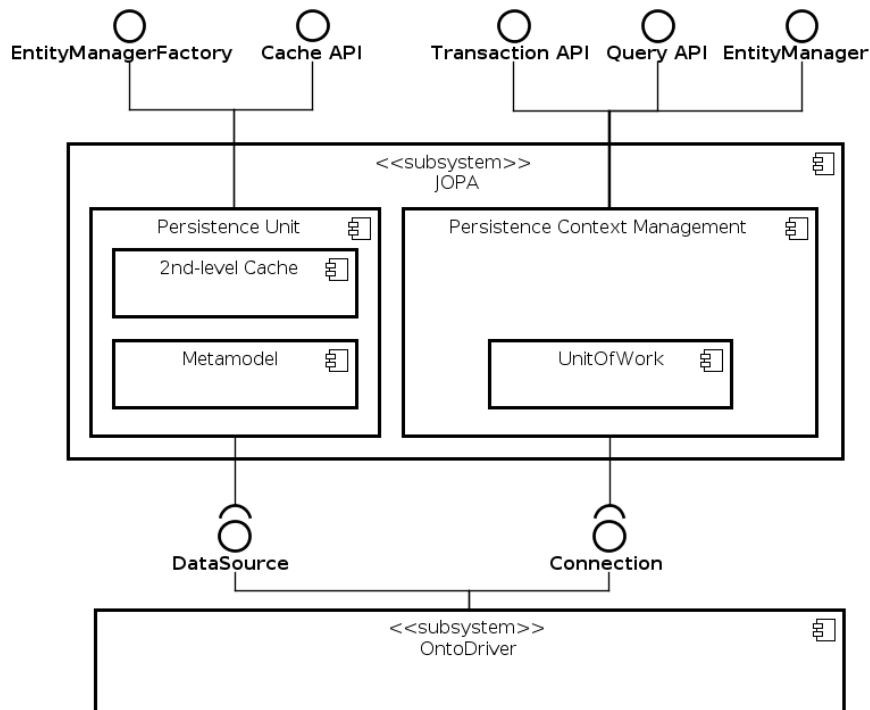 EntityManagerFactory
Cache API
Transaction API
Query API
EntityManager
<<subsystem>>
JOPA
Persistence Unit
2nd-level Cache
Metamodel
Persistence Context Management
UnitOfWork
DataSource
Connection
<<subsystem>>
OntoDriver